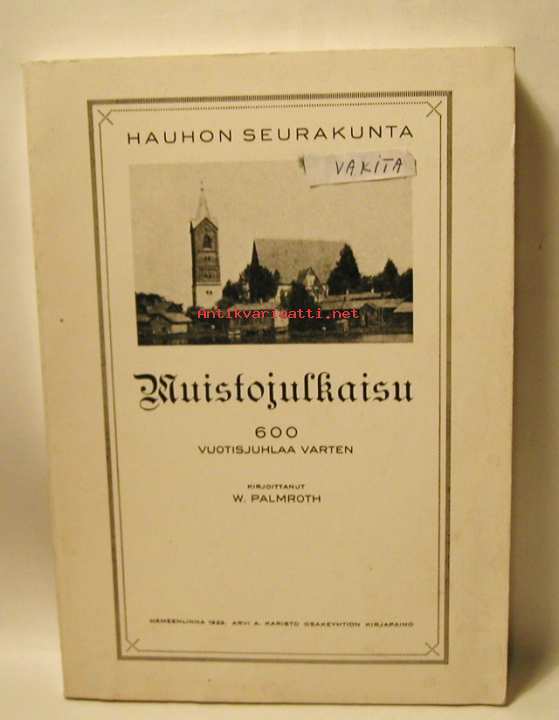 HAUHON SEURAKUNTA
VAKITA
Antikvariaatti.net
Muistojulkaisu
600
VUOTISJUHLAA VARTEN
KIRJOITTANUT
W. PALMROTH
HÄMEENLINNA 1929, ARVI A. KARISTO OSAKEYHTIÖN KIRJAPAINO